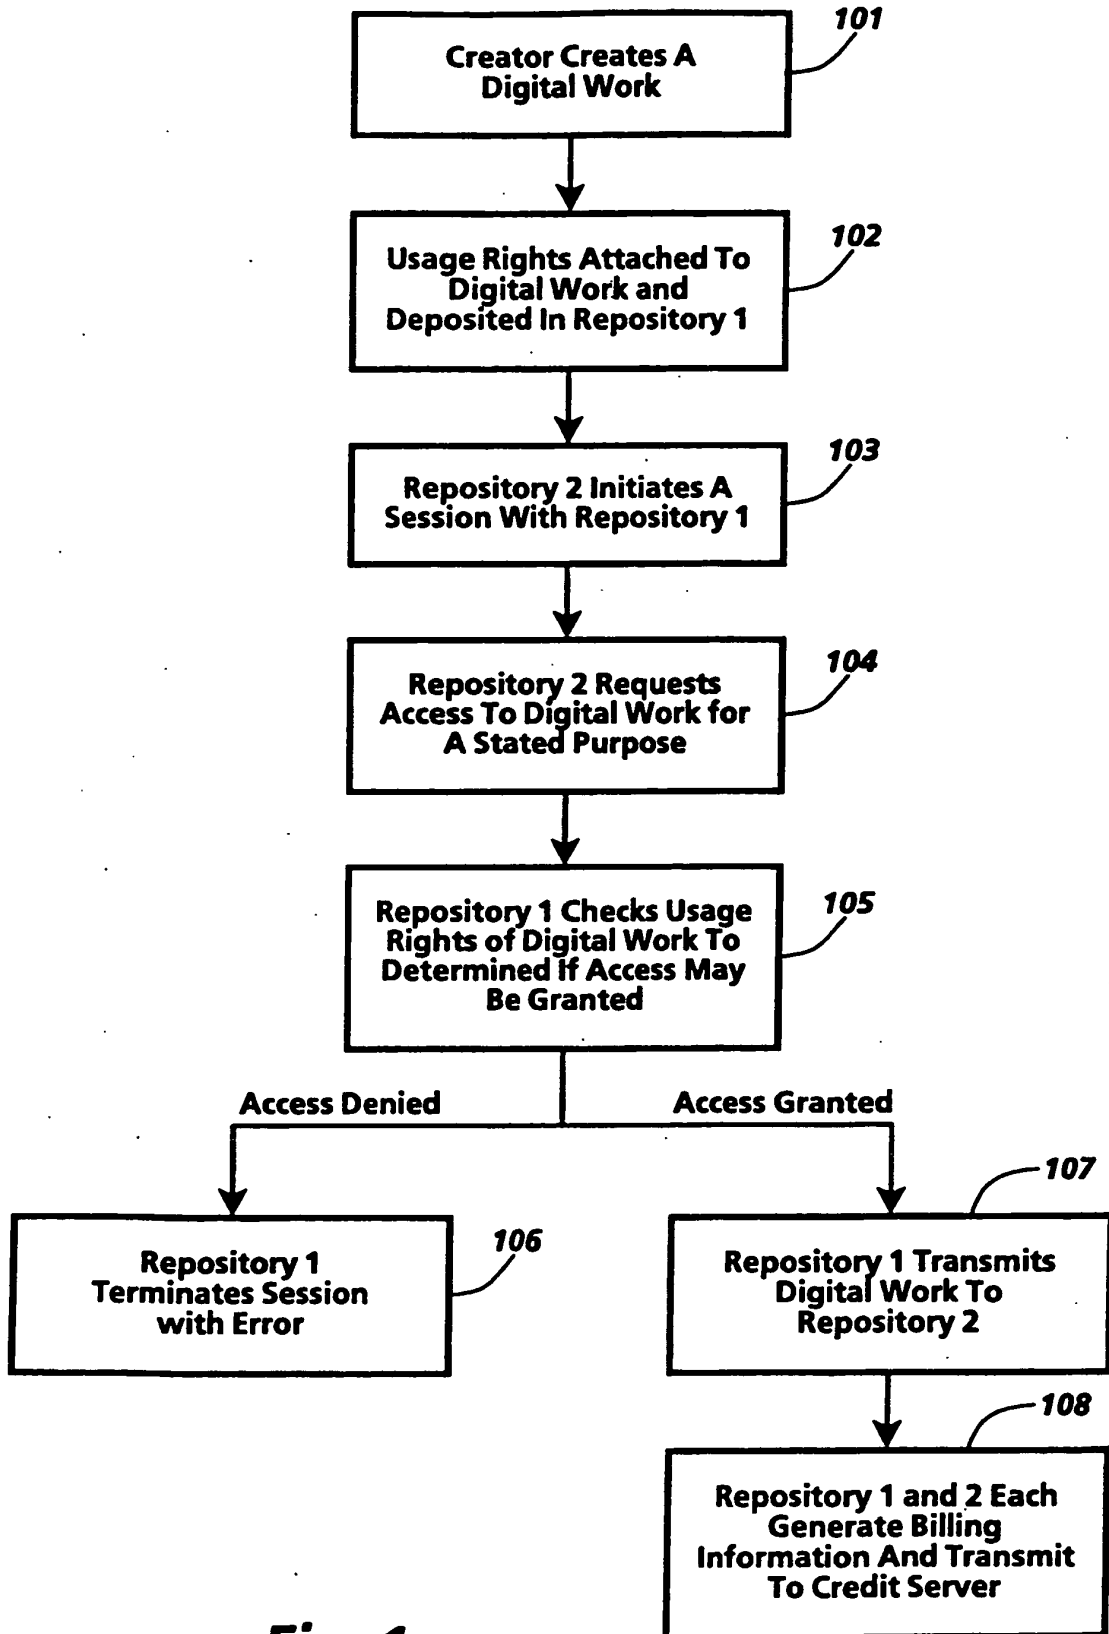 101
Creator Creates A
Digital Work
102
Usage Rights Attached To
Digital Work and
Deposited In Repository 1
103
Repository 2 Initiates A
Session With Repository 1
104
Repository 2 Requests
Access To Digital Work for
A Stated Purpose
105
Repository 1 Checks Usage
Rights of Digital Work To
Determined If Access May
Be Granted
Access Denied
Access Granted
107
106
Repository 1
Terminates Session
with Error
Repository 1 Transmits
Digital Work To
Repository 2
108
Repository 1 and 2 Each
Generate Billing
Information And Transmit
To Credit Server